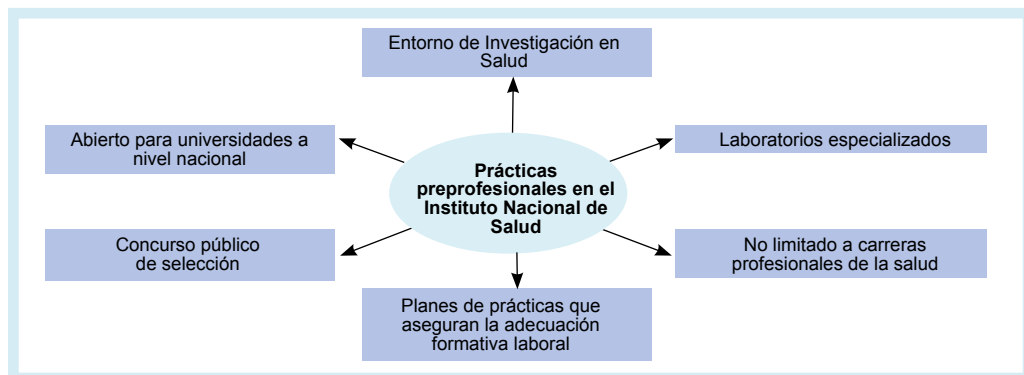 Entorno de Investigación en
Salud
Abierto para universidades a
nivel nacional
Laboratorios especializados
Prácticas
preprofesionales en el
Instituto Nacional de
Salud
Concurso público
de selección
No limitado a carreras
profesionales de la salud
Planes de prácticas que
aseguran la adecuación
formativa laboral